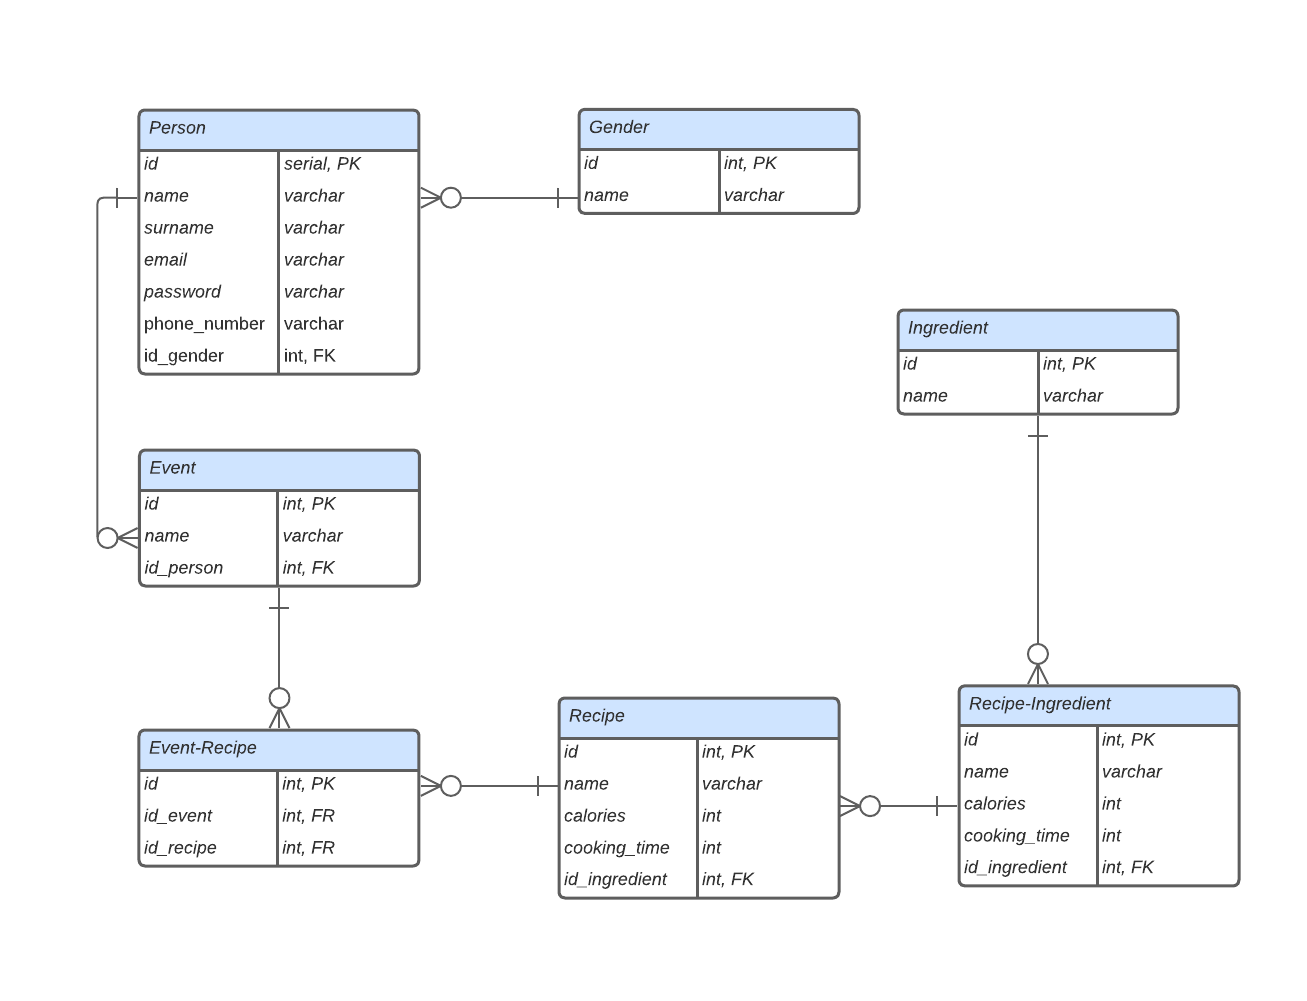 Person
id serial, PK
name varchar
surname varchar
email varchar
password varchar
phone_number varchar
id_gender int, FK
Gender
id int, PK
name varchar
Ingredient
id int, PK
name varchar
Event
id int, PK
name varchar
id_person int, FK
Event-Recipe
id int, PK
id_event int, FR
id_recipe int, FR
Recipe
id int, PK
name varchar
calories int
cooking_time int
id_ingredient int, FK
Recipe-Ingredient
id int, PK
name varchar
calories int
cooking_time int
id_ingredient int, FK